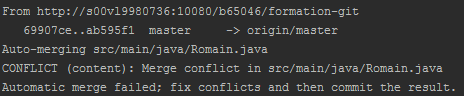 From http://s00vl9980736:10080/b65046/formation-git
69907ce..ab595f1 master -> origin/master
Auto-merging src/main/java/Romain.java
CONFLICT (content): Merge conflict in src/main/java/Romain.java
Automatic merge failed; fix conflicts and then commit the result.